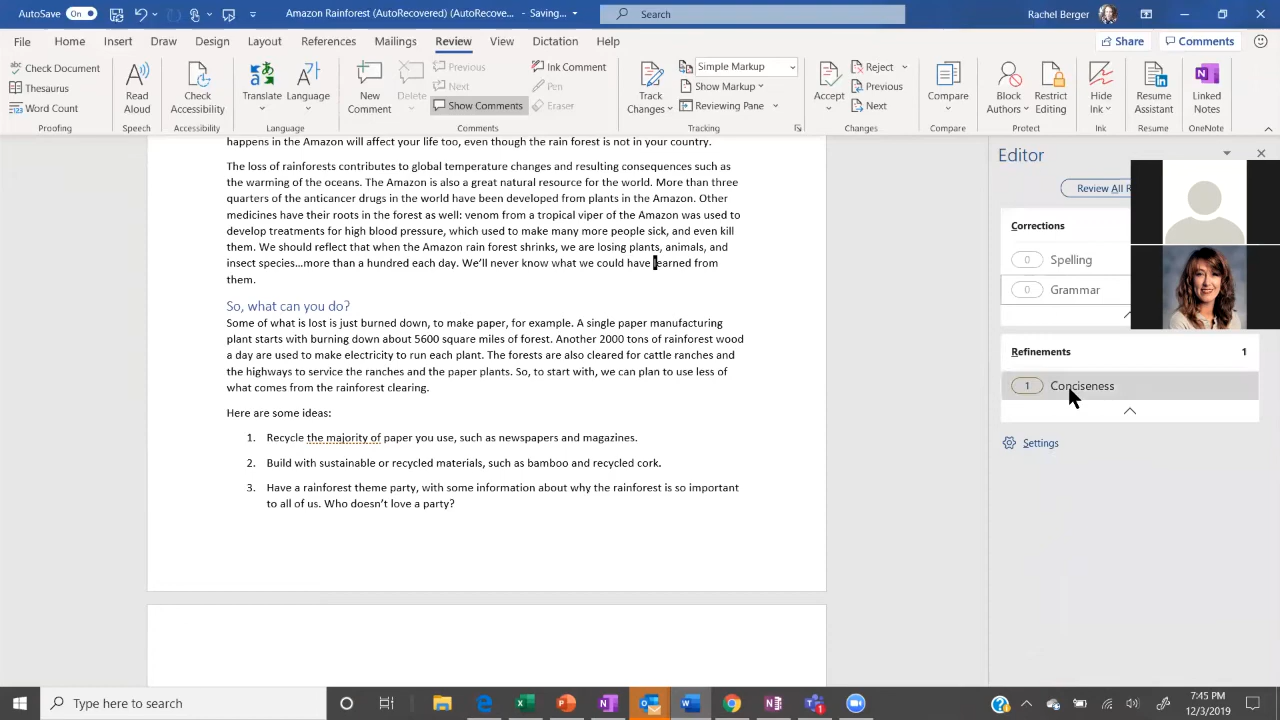 AutoSave On Amazon Rainforest (AutoRecovered) (AutoRecove... - Saving... Search Rachel Berger
File Home Insert Draw Design Layout References Mailings Review View Dictation Help Share Comments
Check Document
Thesaurus
Word Count
Proofing
Read Aloud
Speech
Check Accessibility
Accessibility
Translate
Language
Language
New Comment
Delete
Previous
Next
Show Comments
Ink Comment
Pen
Eraser
Comments
Track Changes
Simple Markup
Show Markup
Reviewing Pane
Tracking
Accept
Reject
Previous
Next
Changes
Compare
Compare
Block Authors
Restrict Editing
Protect
Hide Ink
Ink
Resume Assistant
Resume
Linked Notes
OneNote
happens in the Amazon will affect your life too, even though the rain forest is not in your country.
The loss of rainforests contributes to global temperature changes and resulting consequences such as
the warming of the oceans. The Amazon is also a great natural resource for the world. More than three
quarters of the anticancer drugs in the world have been developed from plants in the Amazon. Other
medicines have their roots in the forest as well: venom from a tropical viper of the Amazon was used to
develop treatments for high blood pressure, which used to make many more people sick, and even kill
them. We should reflect that when the Amazon rain forest shrinks, we are losing plants, animals, and
insect species…more than a hundred each day. We'll never know what we could have learned from
them.
So, what can you do?
Some of what is lost is just burned down, to make paper, for example. A single paper manufacturing
plant starts with burning down about 5600 square miles of forest. Another 2000 tons of rainforest wood
a day are used to make electricity to run each plant. The forests are also cleared for cattle ranches and
the highways to service the ranches and the paper plants. So, to start with, we can plan to use less of
what comes from the rainforest clearing.
Here are some ideas:
1. Recycle the majority of paper you use, such as newspapers and magazines.
2. Build with sustainable or recycled materials, such as bamboo and recycled cork.
3. Have a rainforest theme party, with some information about why the rainforest is so important
to all of us. Who doesn't love a party?
Editor
Review All R
Corrections
0 Spelling
0 Grammar
Refinements 1
1 Conciseness
Settings
Type here to search
7:45 PM
12/3/2019